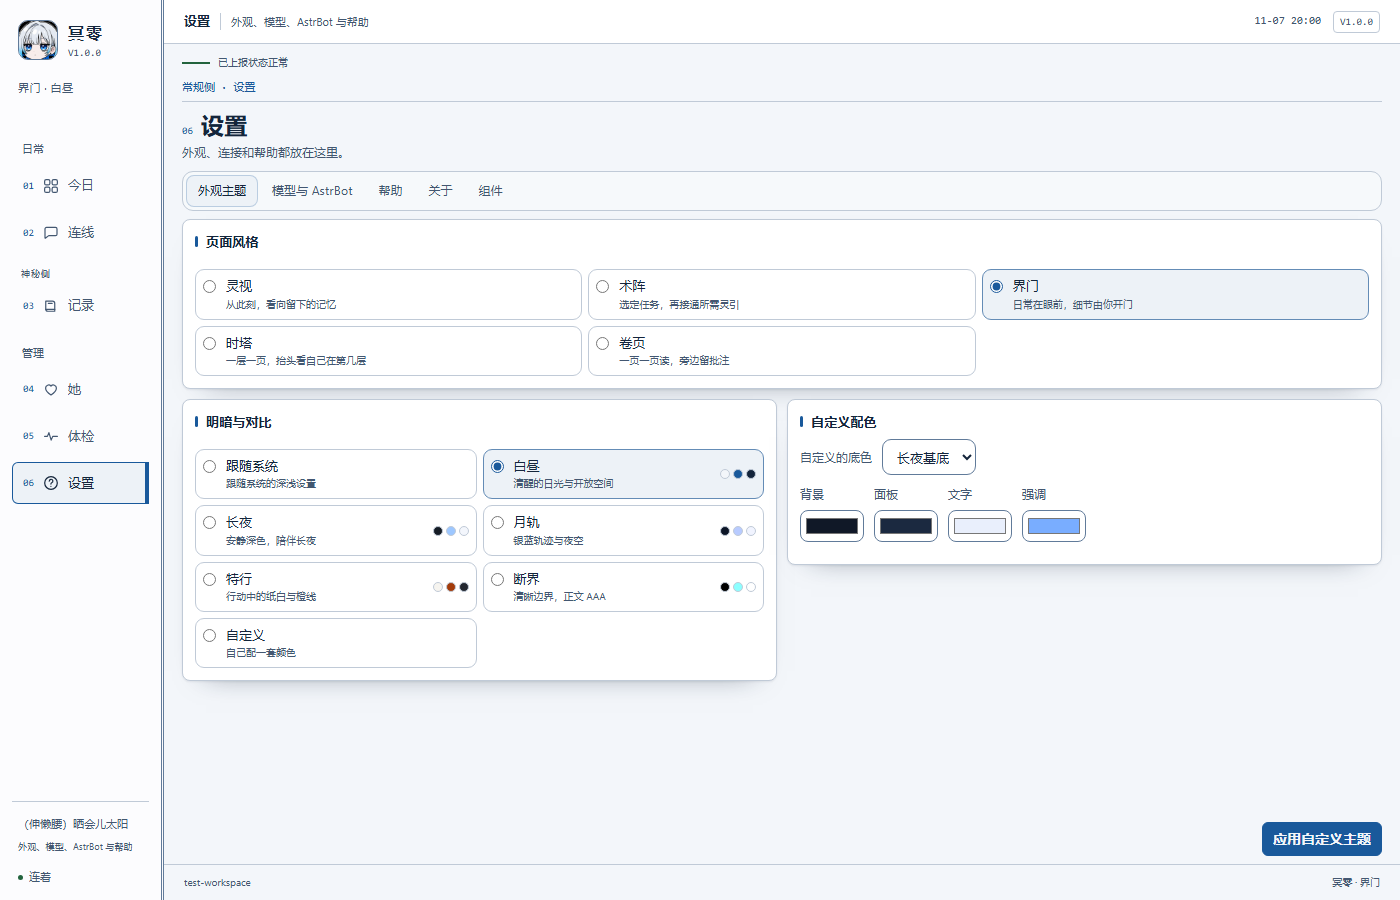 冥零
V1.0.0
界门 · 白昼
日常
01 今日
02 连线
神秘侧
03 记录
管理
04 她
05 体检
06 设置
(伸懒腰) 晒会儿太阳
外观、模型、AstrBot 与帮助
连着
设置 外观、模型、AstrBot 与帮助
11-07 20:00 V1.0.0
已上报状态正常
常规侧 · 设置
06 设置
外观、连接和帮助都放在这里。
外观主题 模型与 AstrBot 帮助 关于 组件
页面风格
灵视
从此刻，看向留下的记忆
术阵
选定任务，再接通所需灵引
界门
日常在眼前，细节由你开门
时塔
一层一页，抬头看自己在第几层
卷页
一页一页读，旁边留批注
明暗与对比
跟随系统
跟随系统的深浅设置
白昼
清醒的日光与开放空间
长夜
安静深色，陪伴长夜
月轨
银蓝轨迹与夜空
特行
行动中的纸白与橙线
断界
清晰边界，正文 AAA
自定义
自己配一套颜色
自定义配色
自定义的底色 长夜基底
背景 面板 文字 强调
应用自定义主题
test-workspace
冥零 · 界门